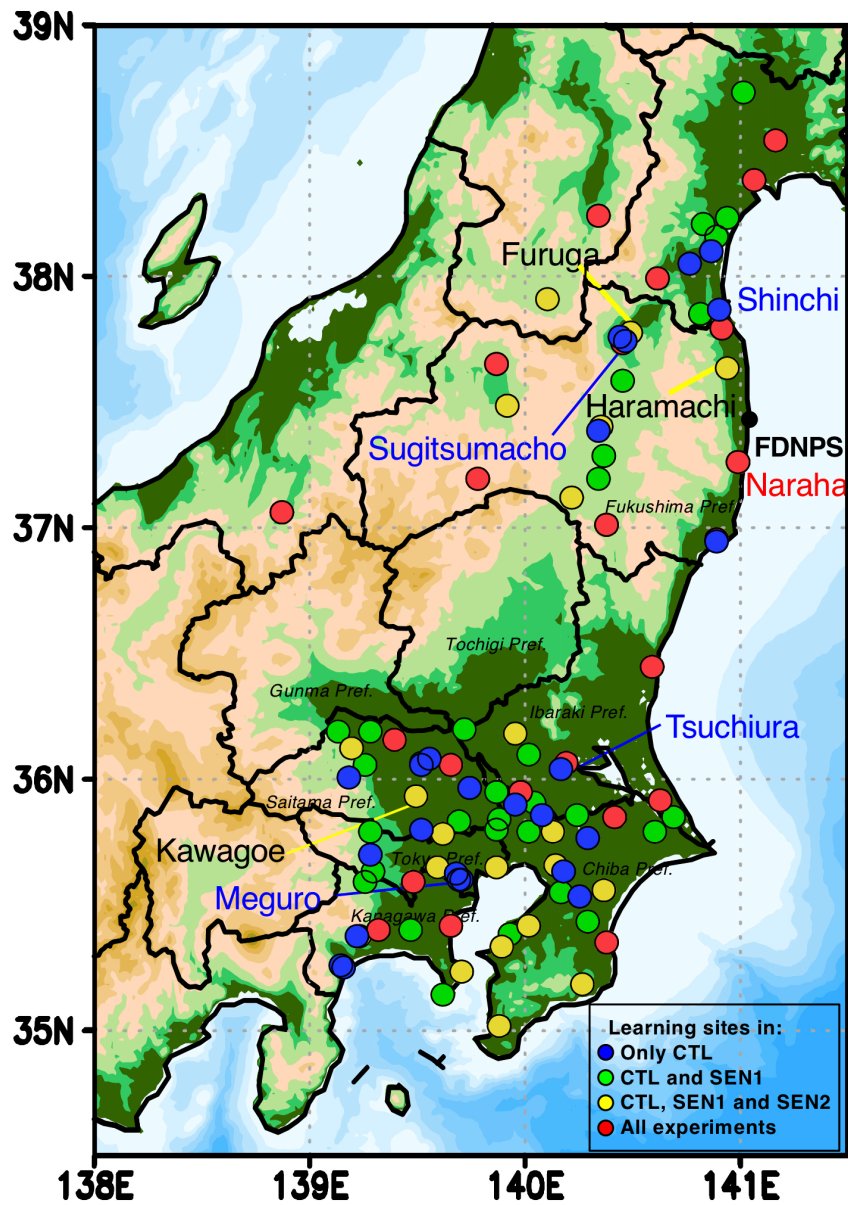 39N
Furuga
38N
Shinchi
Haramachi
Sugitsumacho
FDNPS
Naraha
Fukushima Pref.
37N
Tochigi Pref.
Gunma Pref.
Ibaraki Pref.
Tsuchiura
36N
Saitama Pref.
Kawagoe
Tokyo Pref.
Chiba Pref.
Meguro
Kanagawa Pref.
35N
Learning sites in:
Only CTL
CTL and SEN1
CTL, SEN1 and SEN2
All experiments
138E 139E 140E 141E